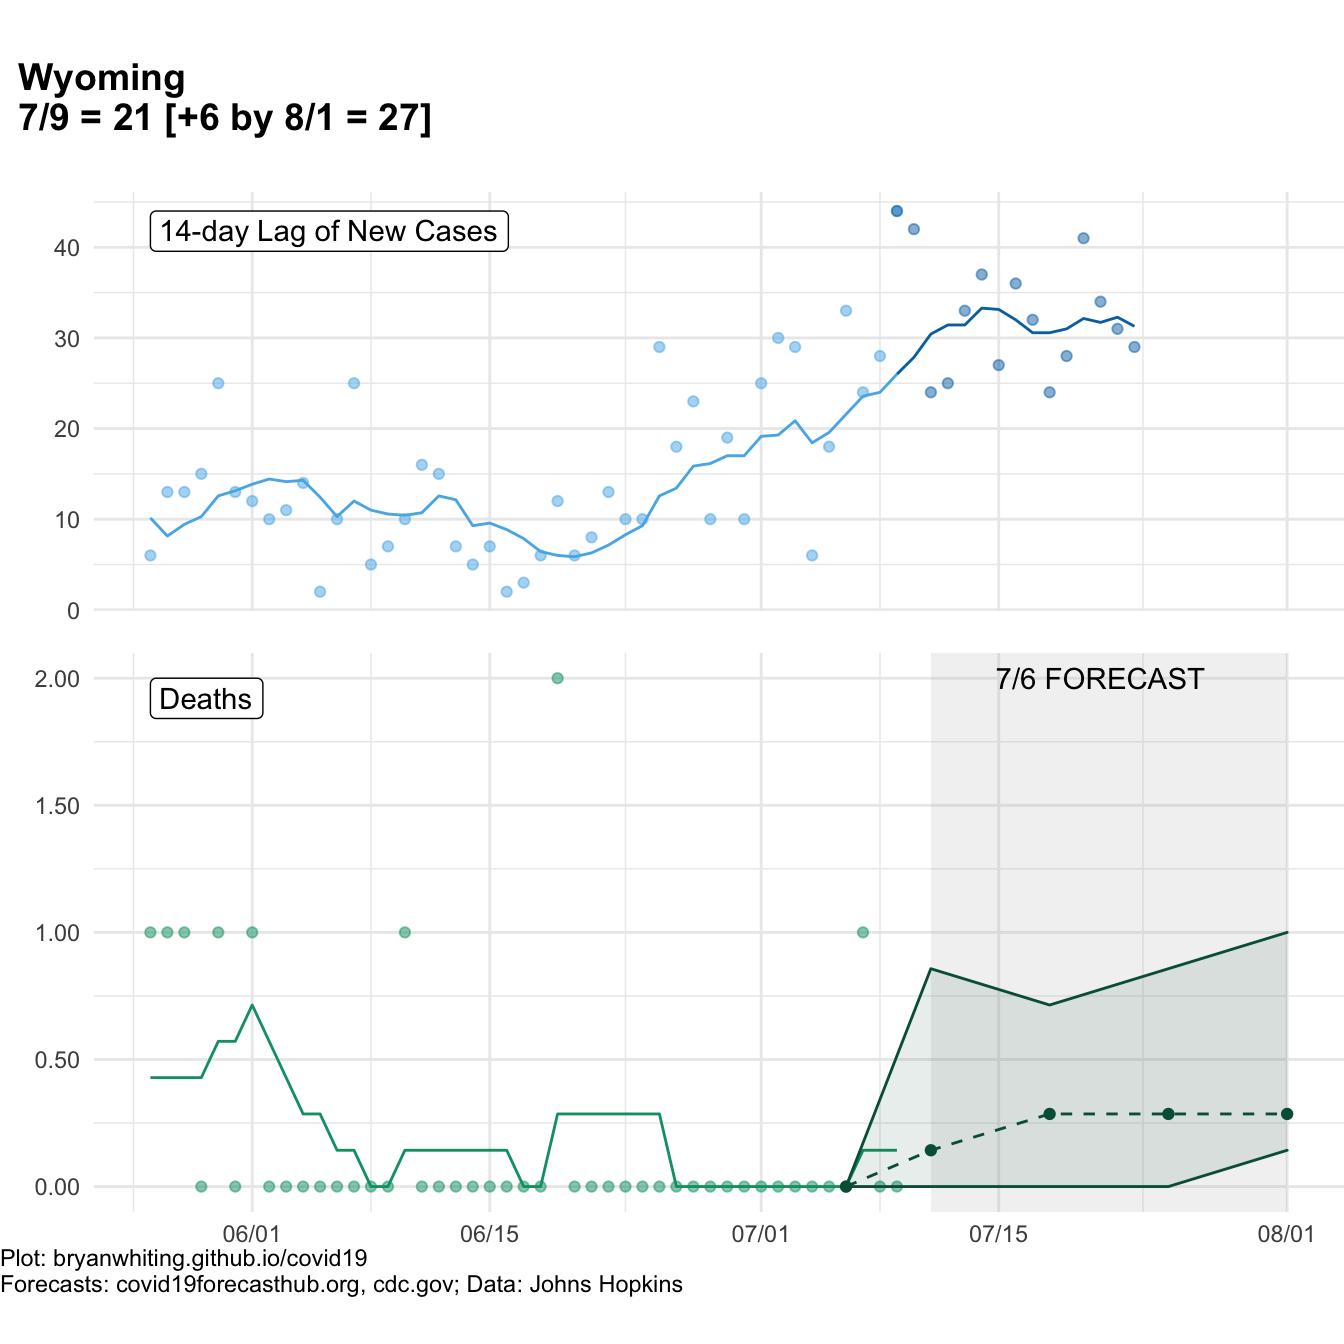 Wyoming
7/9 = 21 [+6 by 8/1 = 27]
14-day Lag of New Cases
40
30
20
10
0
7/6 FORECAST
2.00
Deaths
1.50
1.00
0.50
0.00
06/01 06/15 07/01 07/15 08/01
Plot: bryanwhiting.github.io/covid19
Forecasts: covid19forecasthub.org, cdc.gov; Data: Johns Hopkins